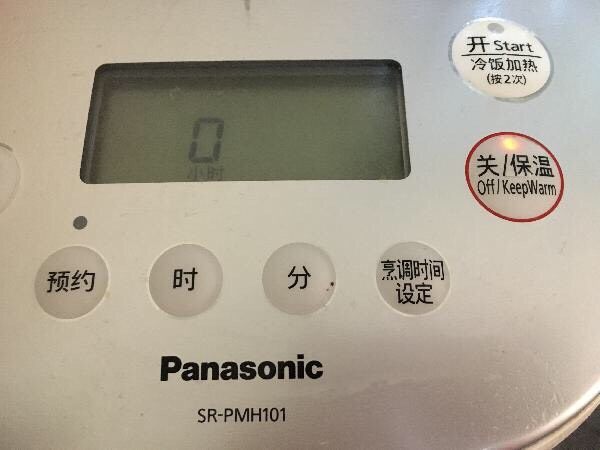 开 Start
冷饭加热
(按2次)
0
小时
关/保温
Off/KeepWarm
预约
时
分
烹调时间
设定
Panasonic
SR-PMH101